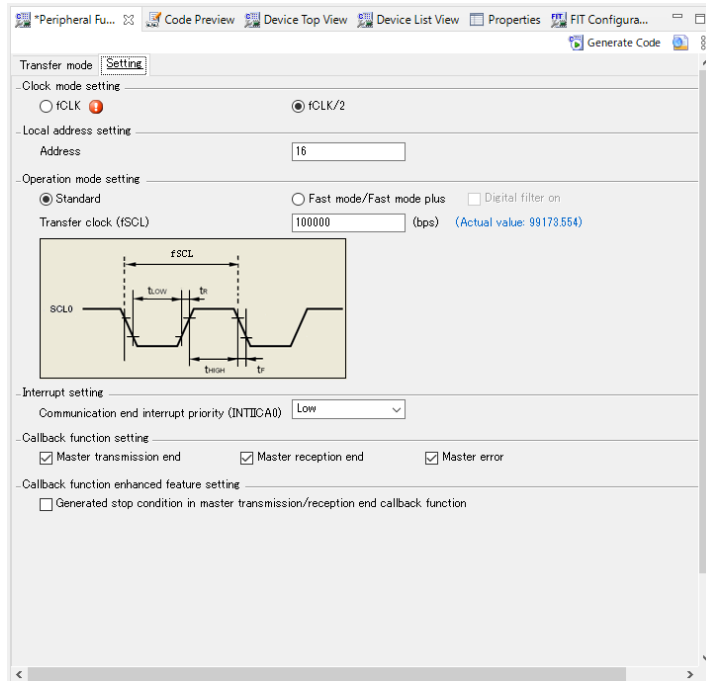 *Peripheral Fu... Code Preview Device Top View Device List View Properties FIT Configura...
Generate Code
Transfer mode Setting
Clock mode setting
fCLK fCLK/2
Local address setting
Address 16
Operation mode setting
Standard Fast mode/Fast mode plus Digital filter on
Transfer clock (fSCL) 100000 (bps) (Actual value: 99173.554)
fSCL
tLOW tR
SCL0
tHIGH tF
Interrupt setting
Communication end interrupt priority (INTIICA0) Low
Callback function setting
Master transmission end Master reception end Master error
Callback function enhanced feature setting
Generated stop condition in master transmission/reception end callback function